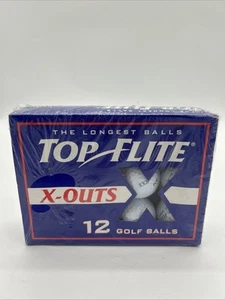 THE LONGEST BALLS
TOP FLITE®
X-OUTS
12 GOLF BALLS